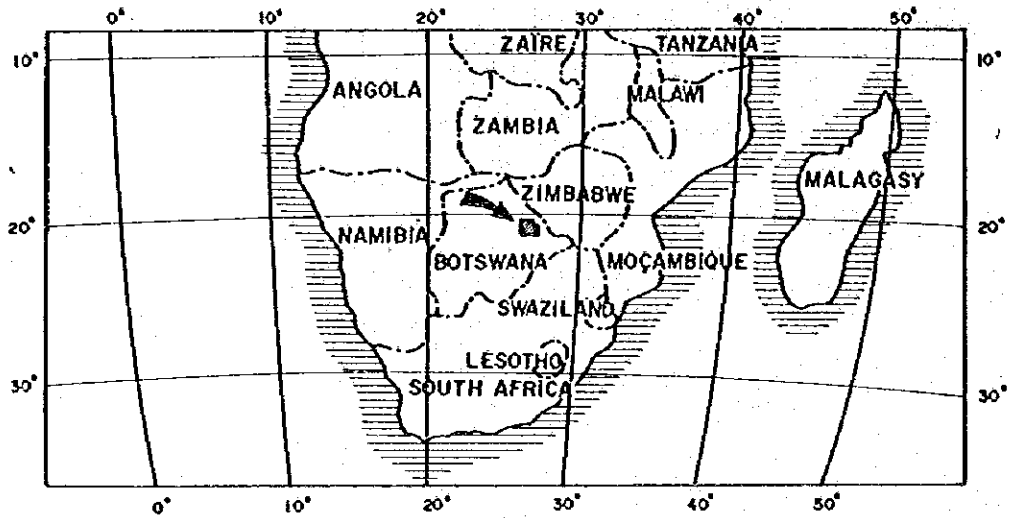 0° 10° 20° 30° 40° 50°
ZAÏRE TANZANIA
10° 10°
ANGOLA MALAWI
ZAMBIA
ZIMBABWE MALAGASY
20° 20°
NAMIBIA
BOTSWANA MOÇAMBIQUE
SWAZILAND
LESOTHO
SOUTH AFRICA
30° 30°
0° 10° 20° 30° 40° 50°